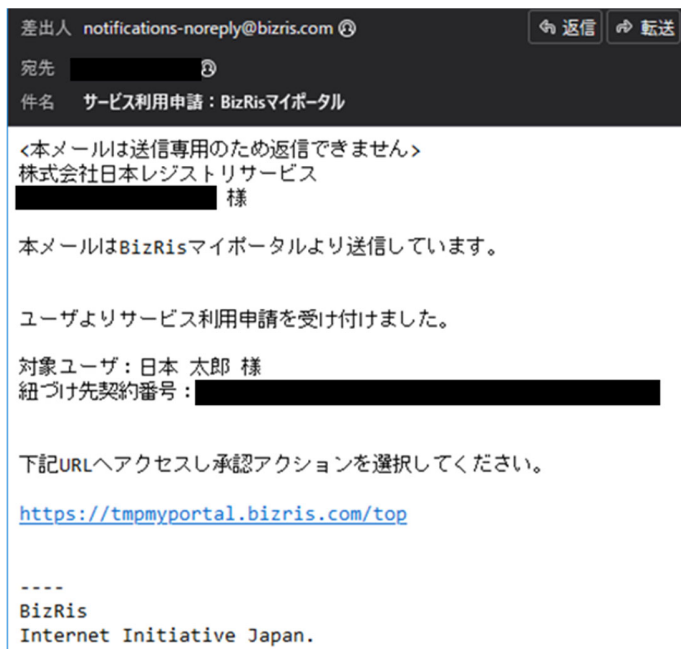 差出人 notifications-noreply@bizris.com
返信 転送
宛先
件名 サービス利用申請：BizRisマイポータル
<本メールは送信専用のため返信できません>
株式会社日本レジストリサービス
様
本メールはBizRisマイポータルより送信しています。
ユーザよりサービス利用申請を受け付けました。
対象ユーザ：日本 太郎 様
紐づけ先契約番号：
下記URLへアクセスし承認アクションを選択してください。
https://tmpmyportal.bizris.com/top
----
BizRis
Internet Initiative Japan.